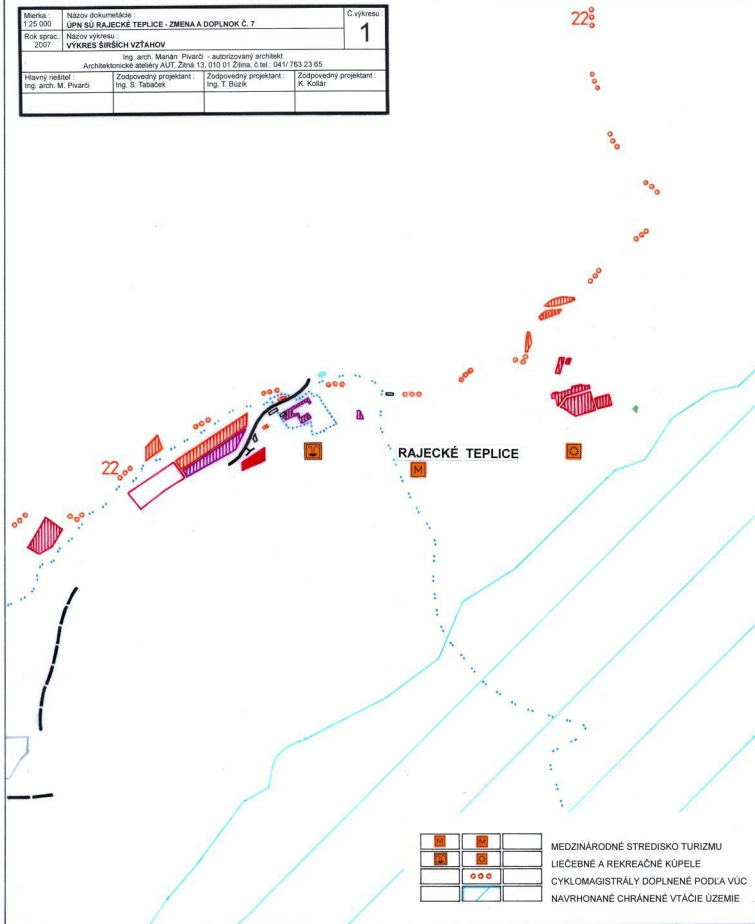 Mierka :
1:25 000
Názov dokumetácie :
ÚPN SÚ RAJECKÉ TEPLICE - ZMENA A DOPLNOK Č. 7
Č.výkresu :
1
Rok sprac.:
2007
Názov výkresu :
VÝKRES ŠIRŠÍCH VZŤAHOV
Ing. arch. Marián Pivarči - autorizovaný architekt
Architektonické ateliéry AUT, Žitná 13, 010 01 Žilina, č.tel.: 041/ 763 23 65
Hlavný riešiteľ :
Ing. arch. M. Pivarči
Zodpovedný projektant :
Ing. S. Tabaček
Zodpovedný projektant :
Ing. T. Búzik
Zodpovedný projektant :
K. Kollár
22
22
RAJECKÉ TEPLICE
M
O
M M MEDZINÁRODNÉ STREDISKO TURIZMU
O LIEČEBNÉ A REKREAČNÉ KÚPELE
CYKLOMAGISTRÁLY DOPLNENÉ PODĽA VÚC
NAVRHONANÉ CHRÁNENÉ VTÁČIE ÚZEMIE